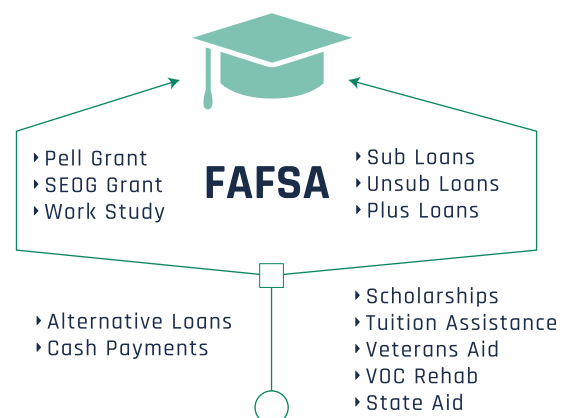 Pell Grant
SEOG Grant
Work Study
FAFSA
Sub Loans
Unsub Loans
Plus Loans
Alternative Loans
Cash Payments
Scholarships
Tuition Assistance
Veterans Aid
VOC Rehab
State Aid